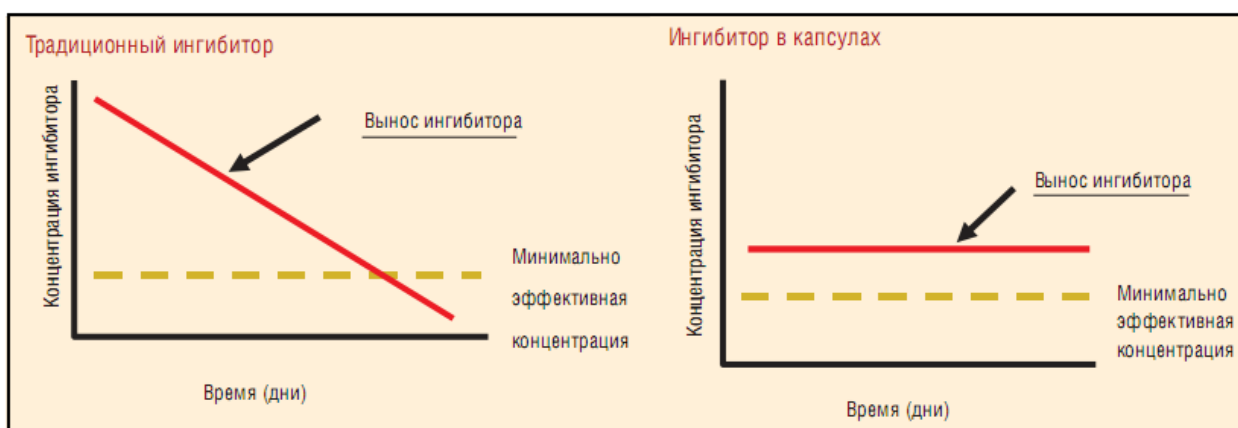 Традиционный ингибитор
Концентрация ингибитора
Вынос ингибитора
Минимально
эффективная
концентрация
Время (дни)
Ингибитор в капсулах
Концентрация ингибитора
Вынос ингибитора
Минимально
эффективная
концентрация
Время (дни)